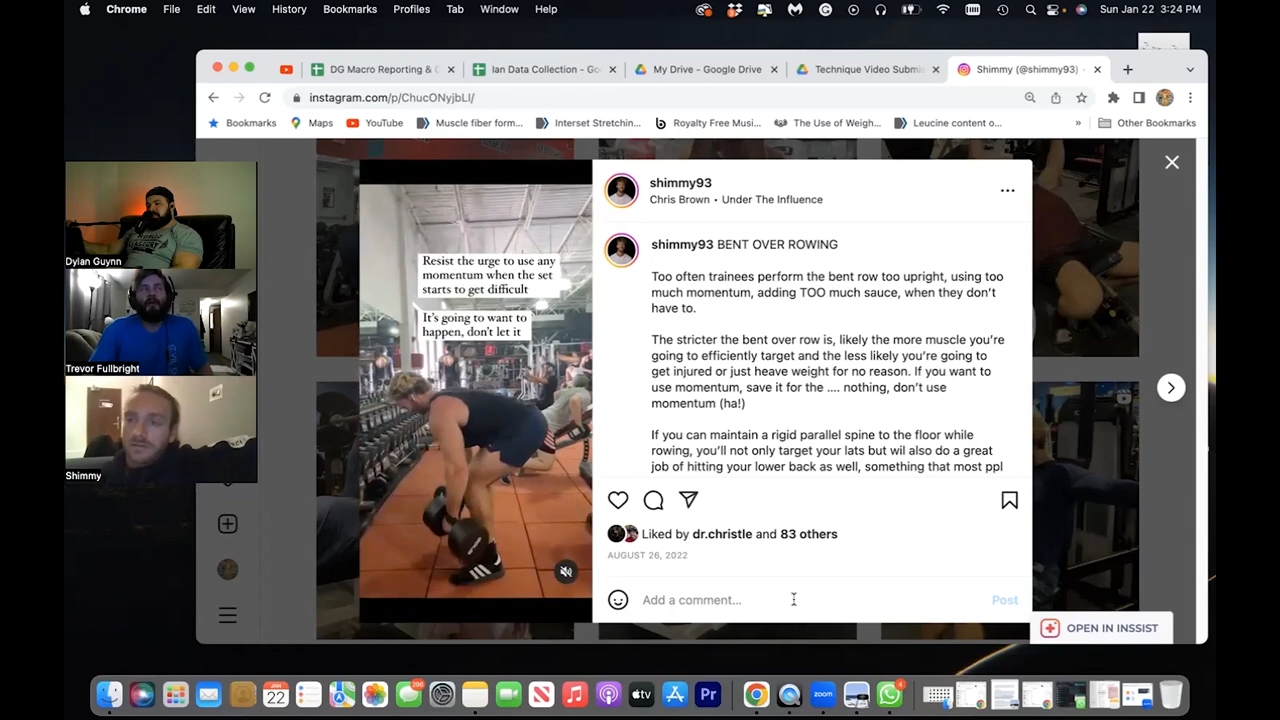 Chrome File Edit View History Bookmarks Profiles Tab Window Help Sun Jan 22 3:24 PM
DG Macro Reporting & C Ian Data Collection - Go My Drive - Google Drive Technique Video Submis Shimmy (@shimmy93) -
instagram.com/p/ChucONyjbLI/
Bookmarks Maps YouTube Muscle fiber form... Interset Stretchin... Royalty Free Musi... The Use of Weigh... Leucine content o... » Other Bookmarks
Dylan Guynn
Trevor Fullbright
Shimmy
Resist the urge to use any
momentum when the set
starts to get difficult
It's going to want to
happen, don't let it
shimmy93
Chris Brown • Under The Influence
shimmy93 BENT OVER ROWING
Too often trainees perform the bent row too upright, using too
much momentum, adding TOO much sauce, when they don't
have to.
The stricter the bent over row is, likely the more muscle you're
going to efficiently target and the less likely you're going to
get injured or just heave weight for no reason. If you want to
use momentum, save it for the .... nothing, don't use
momentum (ha!)
If you can maintain a rigid parallel spine to the floor while
rowing, you'll not only target your lats but wil also do a great
job of hitting your lower back as well, something that most ppl
Liked by dr.christle and 83 others
AUGUST 26, 2022
Add a comment... Post
OPEN IN INSSIST
JAN
22
tv
Pr
zoom
4